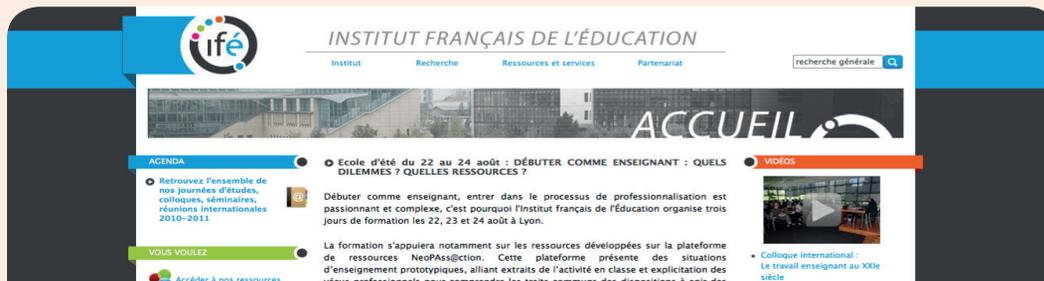 ifé
INSTITUT FRANÇAIS DE L'ÉDUCATION
Institut
Recherche
Ressources et services
Partenariat
recherche générale
ACCUEIL
AGENDA
Retrouvez l'ensemble de
nos journées d'études,
colloques, séminaires,
réunions internationales
2010-2011
VOUS VOULEZ
Accéder à nos ressources
Ecole d'été du 22 au 24 août : DÉBUTER COMME ENSEIGNANT : QUELS
DILEMMES ? QUELLES RESSOURCES ?
Débuter comme enseignant, entrer dans le processus de professionnalisation est
passionnant et complexe, c'est pourquoi l'Institut français de l'Éducation organise trois
jours de formation les 22, 23 et 24 août à Lyon.
La formation s'appuiera notamment sur les ressources développées sur la plateforme
de ressources NeoPAss@ction. Cette plateforme présente des situations
d'enseignement prototypiques, alliant extraits de l'activité en classe et explicitation des
VIDÉOS
Colloque international :
Le travail enseignant au XXIe
siècle